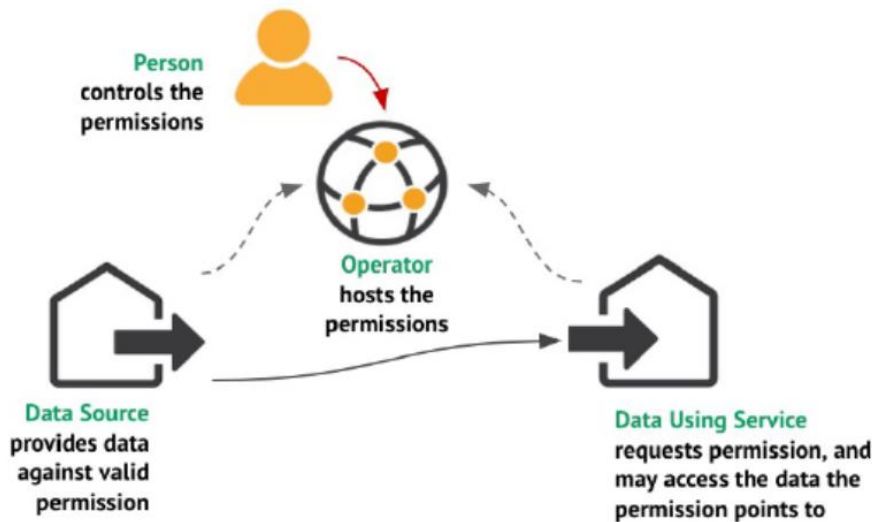 Person
controls the
permissions
Operator
hosts the
permissions
Data Source
provides data
against valid
permission
Data Using Service
requests permission, and
may access the data the
permission points to